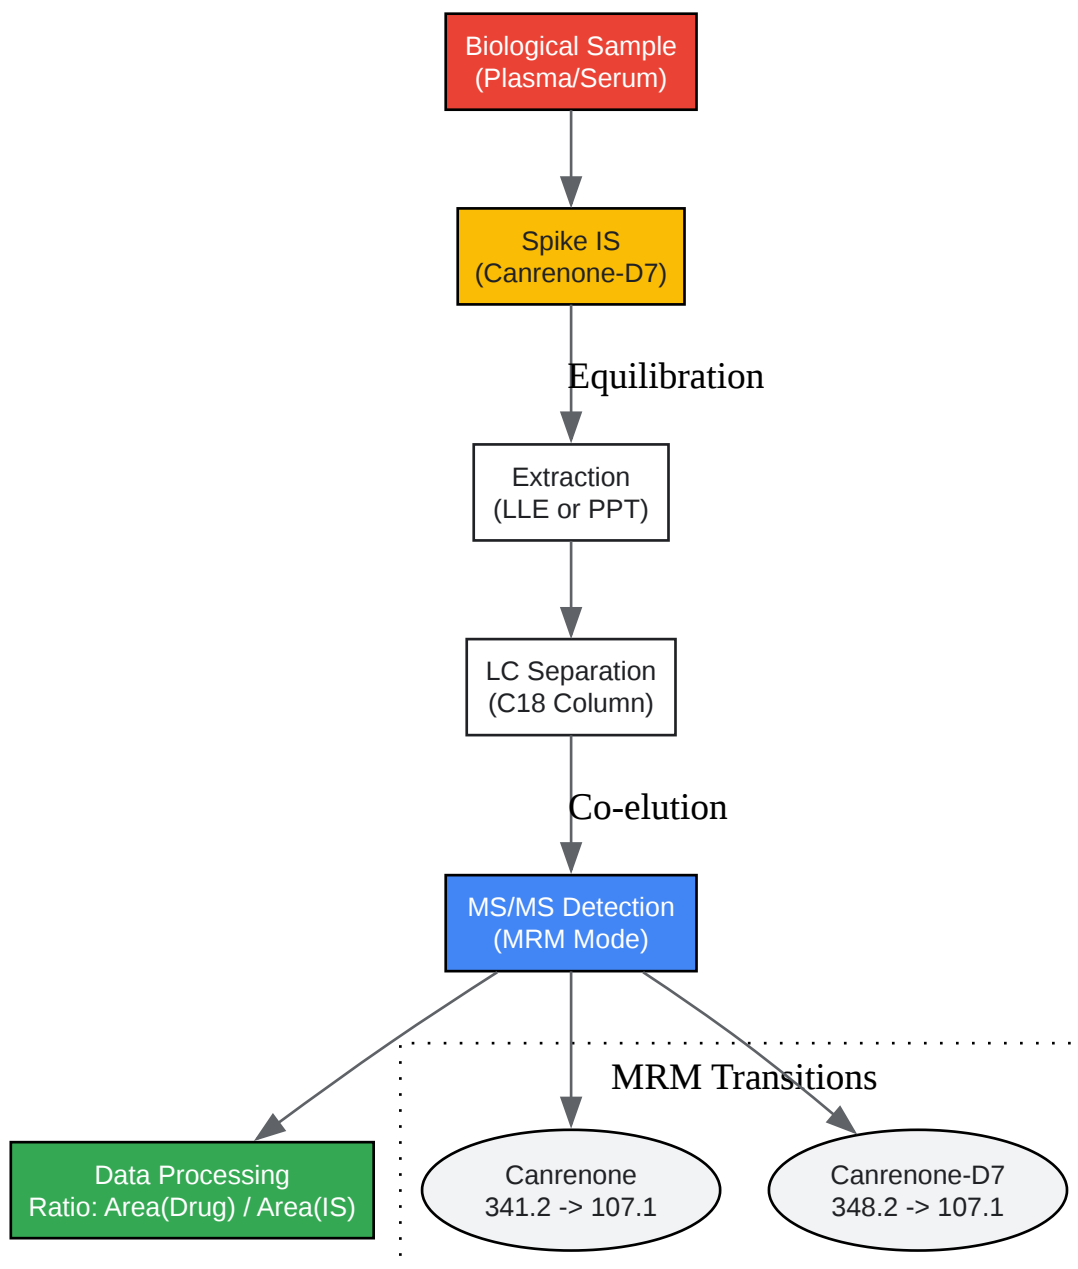 Biological Sample
(Plasma/Serum)
Spike IS
(Canrenone-D7)
Equilibration
Extraction
(LLE or PPT)
LC Separation
(C18 Column)
Co-elution
MS/MS Detection
(MRM Mode)
MRM Transitions
Data Processing
Ratio: Area(Drug) / Area(IS)
Canrenone
341.2 -> 107.1
Canrenone-D7
348.2 -> 107.1